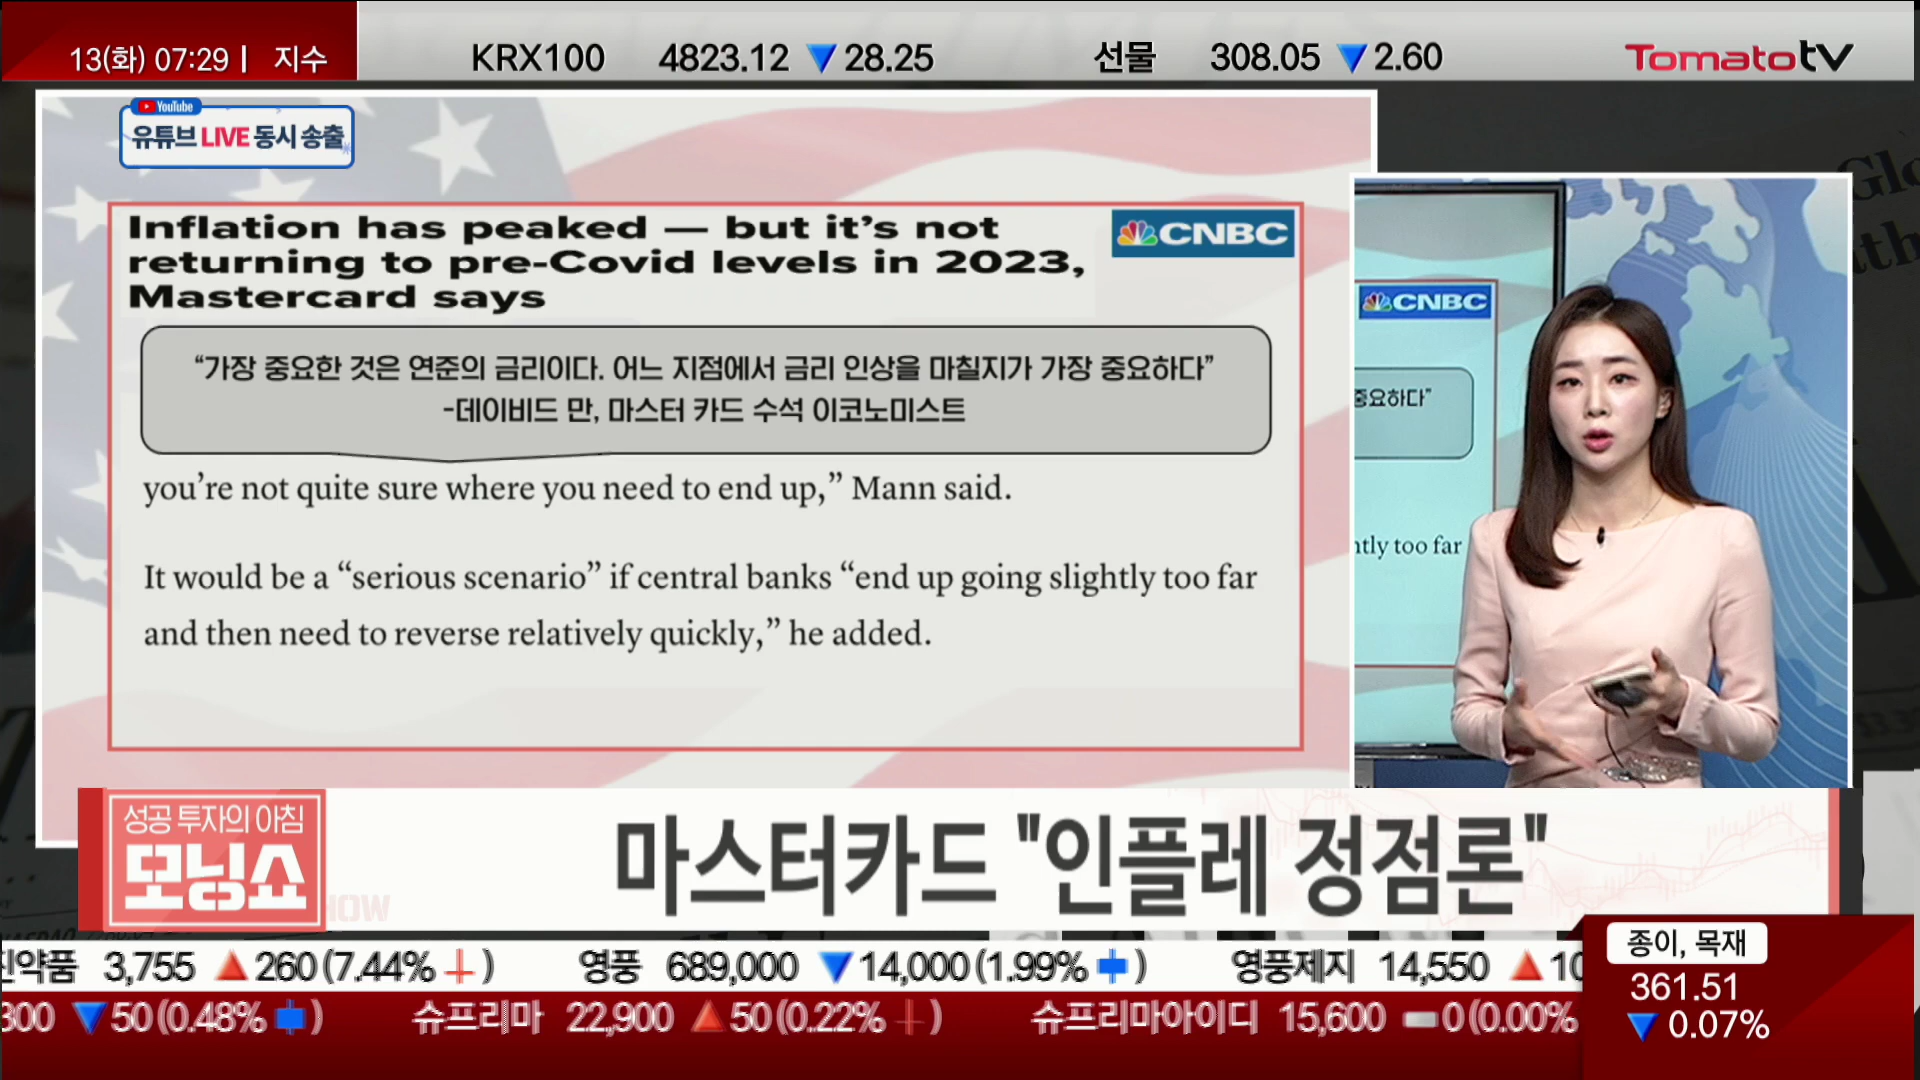 13(화) 07:29 | 지수
KRX100 4823.12 ▼ 28.25
선물 308.05 ▼ 2.60
Tomatotv
YouTube
유튜브 LIVE 동시 송출
Inflation has peaked — but it's not
returning to pre-Covid levels in 2023,
Mastercard says
CNBC
“가장 중요한 것은 연준의 금리이다. 어느 지점에서 금리 인상을 마칠지가 가장 중요하다”
-데이비드 만, 마스터 카드 수석 이코노미스트
you’re not quite sure where you need to end up,” Mann said.
It would be a “serious scenario” if central banks “end up going slightly too far
and then need to reverse relatively quickly,” he added.
CNBC
중요하다”
ntly too far
성공 투자의 아침
모닝쇼
SHOW
마스터카드 "인플레 정점론"
진약품 3,755 ▲ 260 (7.44% )
영풍 689,000 ▼ 14,000 (1.99% )
영풍제지 14,550 ▲ 10
300 ▼ 50 (0.48% )
슈프리마 22,900 ▲ 50 (0.22% )
슈프리마아이디 15,600 0 (0.00%
종이, 목재
361.51
▼ 0.07%